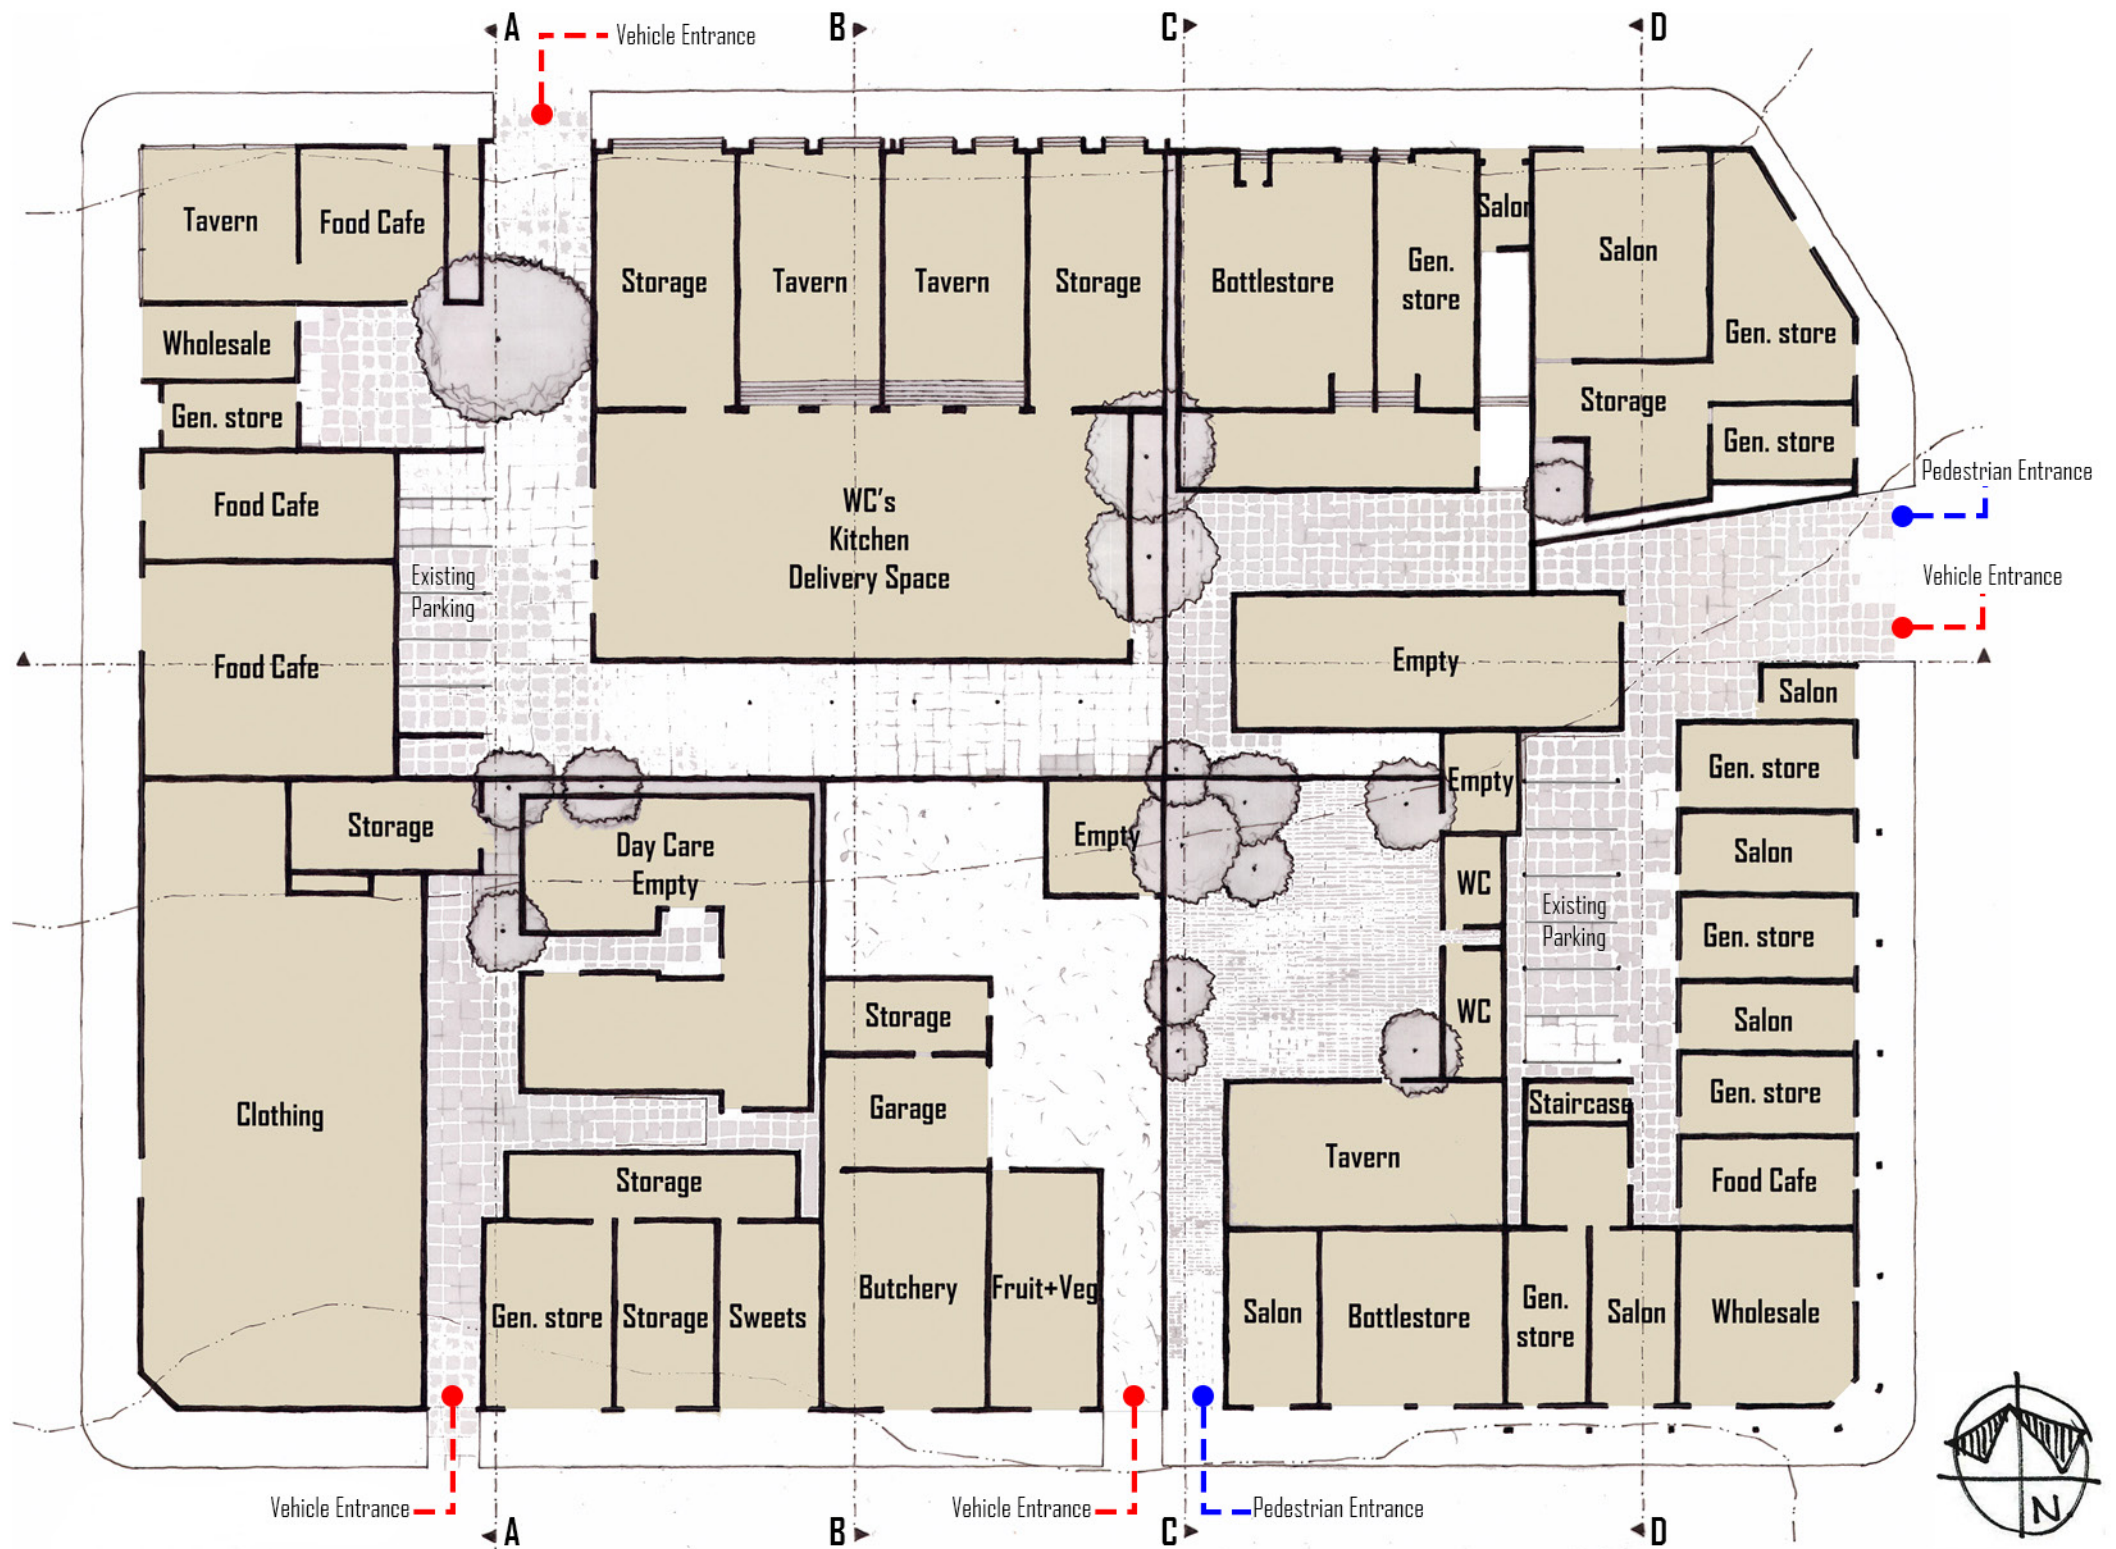 A
Vehicle Entrance
B
C
D
Tavern
Food Cafe
Storage
Tavern
Tavern
Storage
Bottlestore
Gen.
store
Salon
Salon
Gen. store
Wholesale
Gen. store
Storage
Gen. store
Pedestrian Entrance
Food Cafe
WC's
Kitchen
Delivery Space
Existing
Parking
Vehicle Entrance
Food Cafe
Empty
Salon
Gen. store
Storage
Day Care
Empty
Empty
Empty
Salon
WC
Existing
Parking
Gen. store
Storage
WC
Salon
Clothing
Garage
Staircase
Gen. store
Tavern
Storage
Food Cafe
Gen. store
Storage
Sweets
Butchery
Fruit+Veg
Salon
Bottlestore
Gen.
store
Salon
Wholesale
Vehicle Entrance
Vehicle Entrance
Pedestrian Entrance
N
A
B
C
D